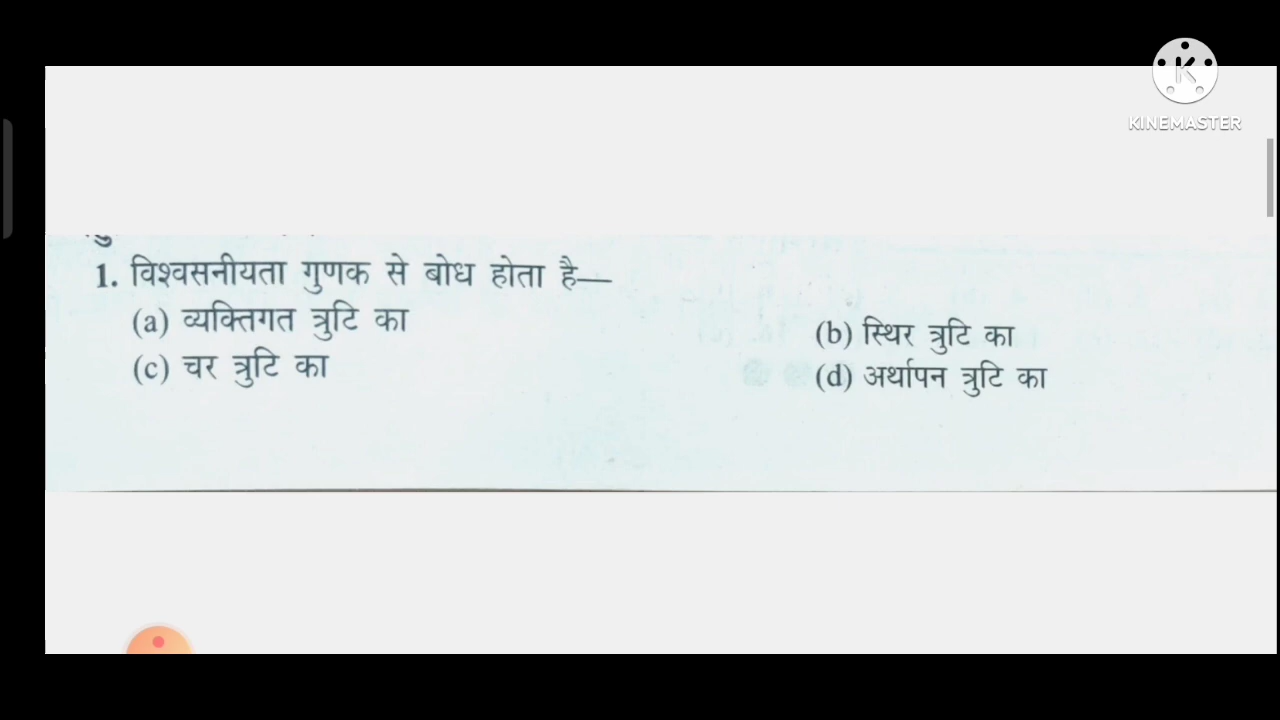 KINEMASTER
1. विश्वसनीयता गुणक से बोध होता है—
(a) व्यक्तिगत त्रुटि का
(b) स्थिर त्रुटि का
(c) चर त्रुटि का
(d) अर्थापन त्रुटि का